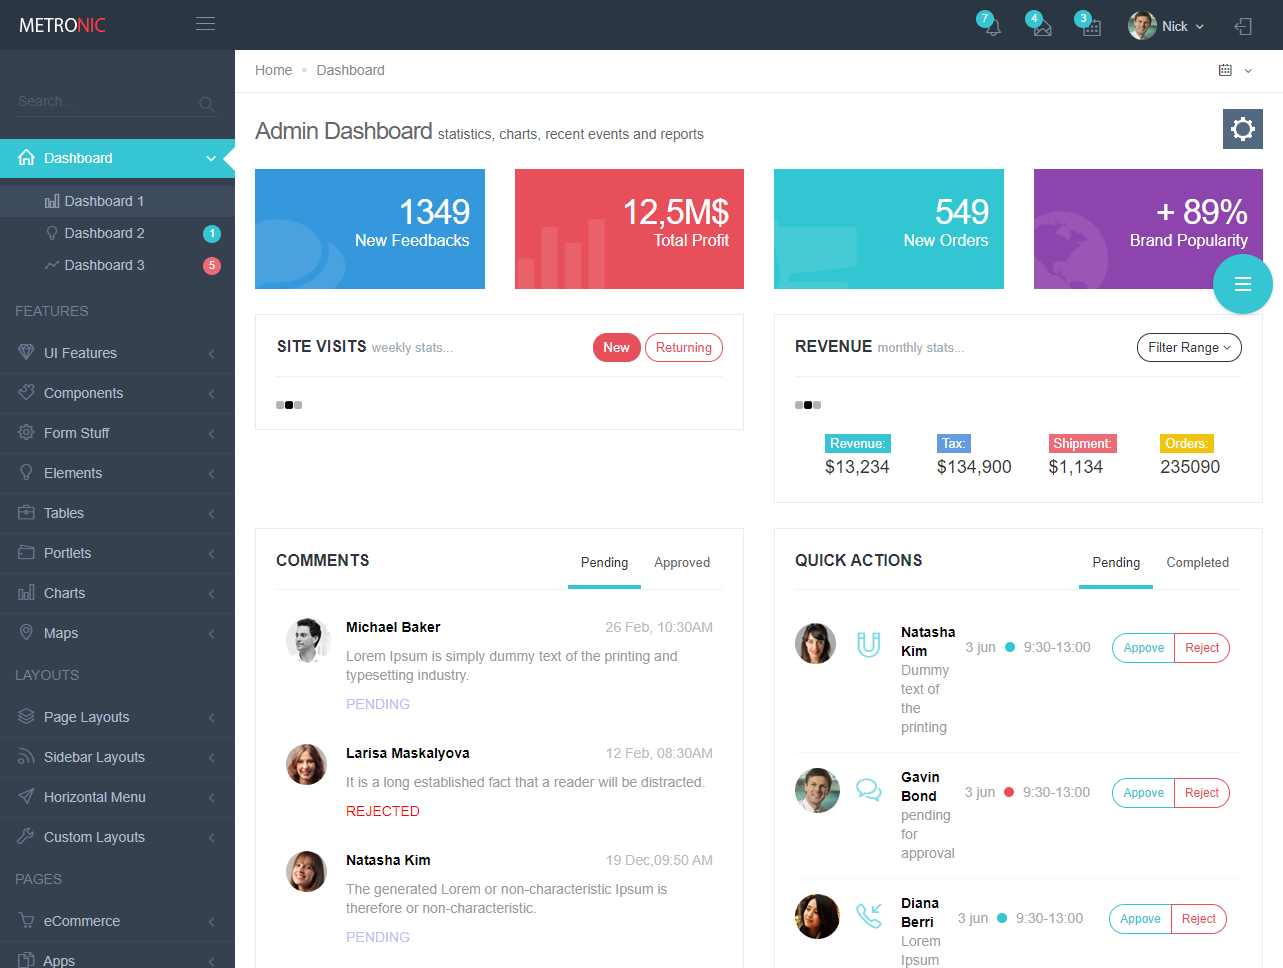 METRONIC
7
4
3
Nick
Search...
Home
Dashboard
Admin Dashboard statistics, charts, recent events and reports
Dashboard
Dashboard 1
Dashboard 2
1
Dashboard 3
5
FEATURES
UI Features
Components
Form Stuff
Elements
Tables
Portlets
Charts
Maps
LAYOUTS
Page Layouts
Sidebar Layouts
Horizontal Menu
Custom Layouts
PAGES
eCommerce
Apps
1349
New Feedbacks
12,5M$
Total Profit
549
New Orders
+ 89%
Brand Popularity
SITE VISITS weekly stats...
New
Returning
REVENUE monthly stats...
Filter Range
Revenue:
$13,234
Tax:
$134,900
Shipment:
$1,134
Orders:
235090
COMMENTS
Pending
Approved
Michael Baker
26 Feb, 10:30AM
Lorem Ipsum is simply dummy text of the printing and
typesetting industry.
PENDING
Larisa Maskalyova
12 Feb, 08:30AM
It is a long established fact that a reader will be distracted.
REJECTED
Natasha Kim
19 Dec,09:50 AM
The generated Lorem or non-characteristic Ipsum is
therefore or non-characteristic.
PENDING
QUICK ACTIONS
Pending
Completed
Natasha
Kim
Dummy
text of
the
printing
3 jun
9:30-13:00
Appove
Reject
Gavin
Bond
pending
for
approval
3 jun
9:30-13:00
Appove
Reject
Diana
Berri
Lorem
Ipsum
3 jun
9:30-13:00
Appove
Reject